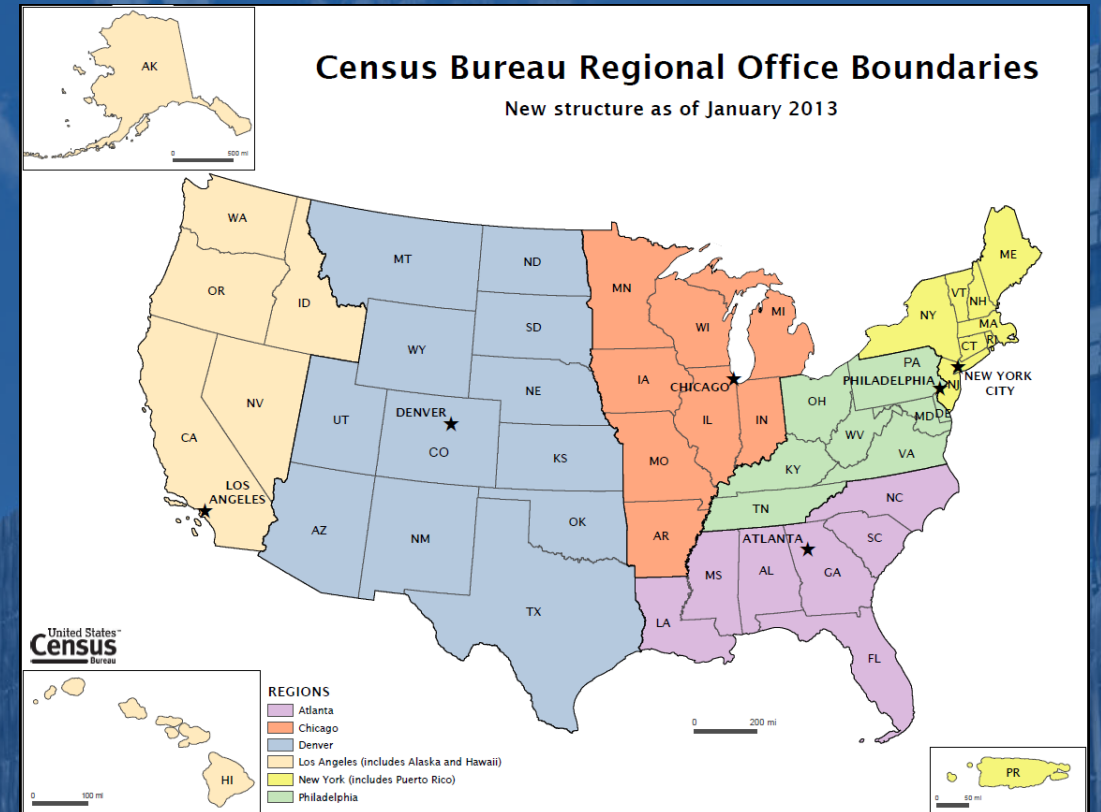 AK
0 500 mi
Census Bureau Regional Office Boundaries
New structure as of January 2013
WA
OR
ID
NV
CA
LOS
ANGELES
MT
ND
SD
WY
NE
UT
DENVER
CO
KS
AZ
NM
OK
TX
MN
WI
MI
IA
CHICAGO
IL
IN
MO
AR
ME
VT
NH
NY
MA
CT
RI
PA
PHILADELPHIA
NJ
NEW YORK
CITY
OH
MD
DE
WV
VA
KY
TN
NC
ATLANTA
SC
MS
AL
GA
LA
FL
United States™
Census
Bureau
HI
0 100 mi
REGIONS
Atlanta
Chicago
Denver
Los Angeles (includes Alaska and Hawaii)
New York (includes Puerto Rico)
Philadelphia
0 200 mi
PR
0 50 mi